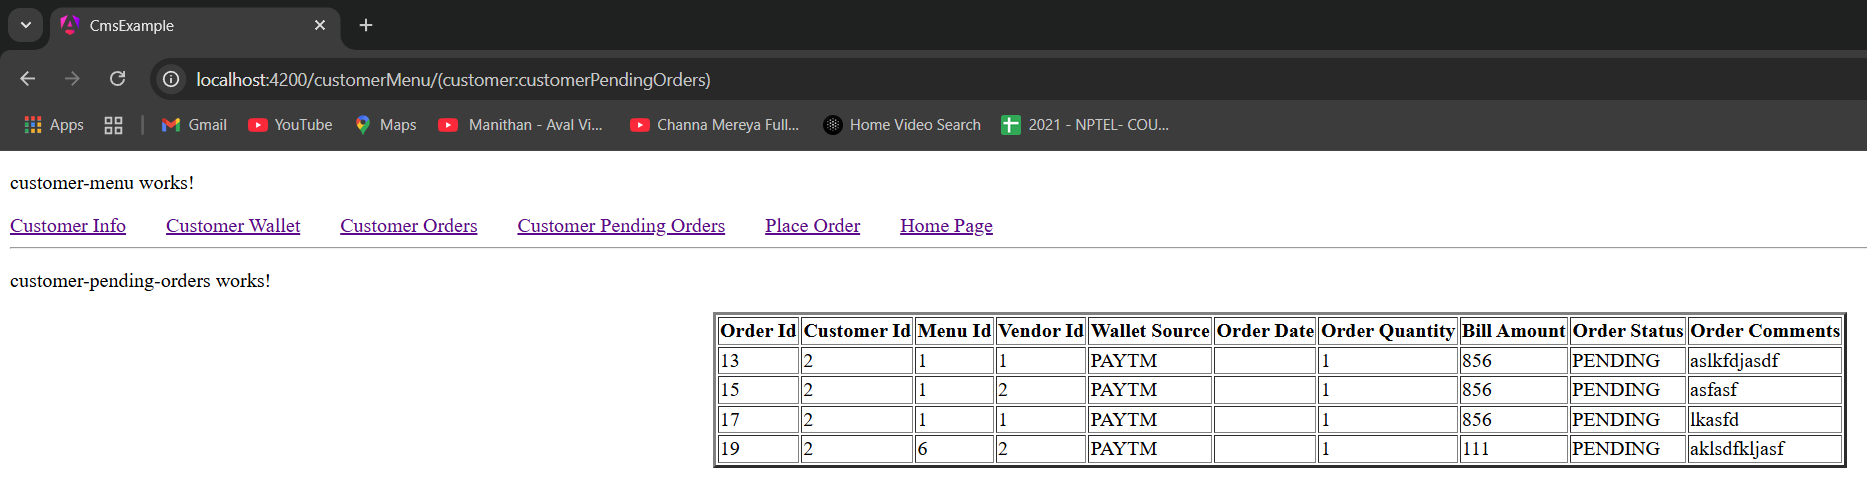 CmsExample
localhost:4200/customerMenu/(customer:customerPendingOrders)
Apps Gmail YouTube Maps Manithan - Aval Vi... Channa Mereya Full... Home Video Search 2021 - NPTEL- COU...
customer-menu works!
Customer Info Customer Wallet Customer Orders Customer Pending Orders Place Order Home Page
customer-pending-orders works!
Order Id Customer Id Menu Id Vendor Id Wallet Source Order Date Order Quantity Bill Amount Order Status Order Comments
13 2 1 1 PAYTM 1 856 PENDING aslkfdjasdf
15 2 1 2 PAYTM 1 856 PENDING asfasf
17 2 1 1 PAYTM 1 856 PENDING lkasfd
19 2 6 2 PAYTM 1 111 PENDING aklsdfkljasf